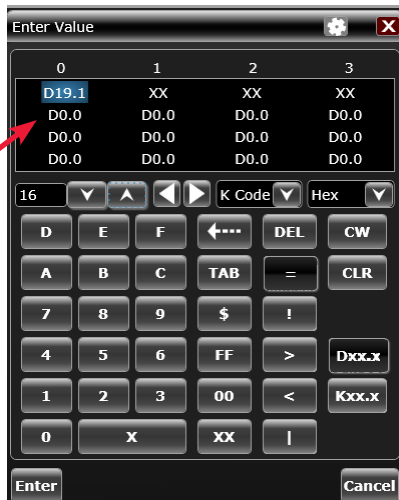 Enter Value X
0 1 2 3
D19.1 XX XX XX
D0.0 D0.0 D0.0 D0.0
D0.0 D0.0 D0.0 D0.0
D0.0 D0.0 D0.0 D0.0
16 K Code Hex
D E F DEL CW
A B C TAB = CLR
7 8 9 $ !
4 5 6 FF > Dxx.x
1 2 3 00 < Kxx.x
0 X XX |
Enter Cancel